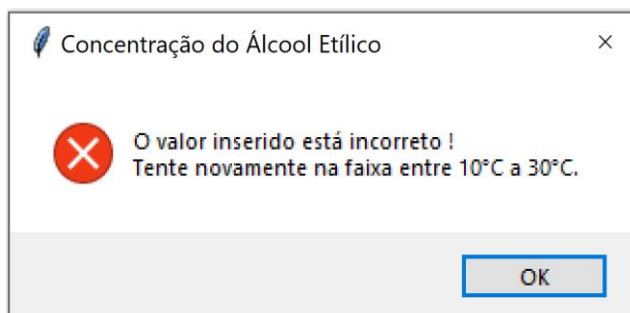 Concentração do Álcool Etílico
O valor inserido está incorreto !
Tente novamente na faixa entre 10°C a 30°C.
OK